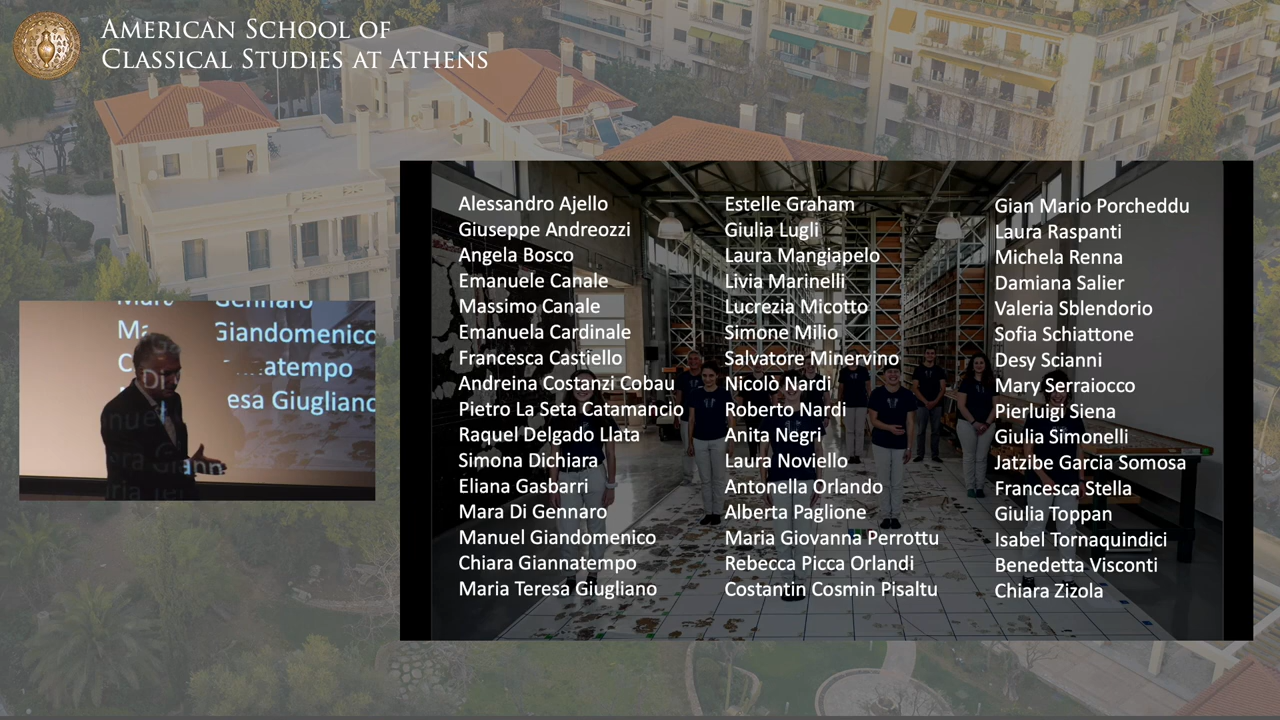 AMERICAN SCHOOL OF
CLASSICAL STUDIES AT ATHENS
Alessandro Ajello
Giuseppe Andreozzi
Angela Bosco
Emanuele Canale
Massimo Canale
Emanuela Cardinale
Francesca Castiello
Andreina Costanzi Cobau
Pietro La Seta Catamancio
Raquel Delgado Llata
Simona Dichiara
Eliana Gasbarri
Mara Di Gennaro
Manuel Giandomenico
Chiara Giannatempo
Maria Teresa Giugliano
Estelle Graham
Giulia Lugli
Laura Mangiapelo
Livia Marinelli
Lucrezia Micotto
Simone Milio
Salvatore Minervino
Nicolò Nardi
Roberto Nardi
Anita Negri
Laura Noviello
Antonella Orlando
Alberta Paglione
Maria Giovanna Perrottu
Rebecca Picca Orlandi
Costantin Cosmin Pisaltu
Gian Mario Porcheddu
Laura Raspanti
Michela Renna
Damiana Salier
Valeria Sblendorio
Sofia Schiattone
Desy Scianni
Mary Serraiocco
Pierluigi Siena
Giulia Simonelli
Jatzibe Garcia Somosa
Francesca Stella
Giulia Toppan
Isabel Tornaquindici
Benedetta Visconti
Chiara Zizola
Gennaro
Giandomenico
atempo
esa Giugliano